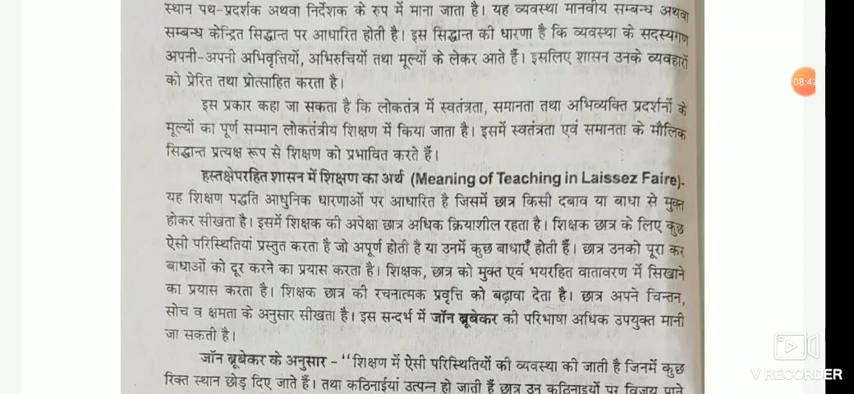 स्थान पथ-प्रदर्शक अथवा निर्देशक के रुप में माना जाता है। यह व्यवस्था मानवीय सम्बन्ध अथवा
सम्बन्ध केन्द्रित सिद्धान्त पर आधारित होती है। इस सिद्धान्त की धारणा है कि व्यवस्था के सदस्यगण
अपनी-अपनी अभिवृत्तियों, अभिरुचियों तथा मूल्यों के लेकर आते हैं। इसलिए शासन उनके व्यवहारों
को प्रेरित तथा प्रोत्साहित करता है।
इस प्रकार कहा जा सकता है कि लोकतंत्र में स्वतंत्रता, समानता तथा अभिव्यक्ति प्रदर्शनों के
मूल्यों का पूर्ण सम्मान लोकतंत्रीय शिक्षण में किया जाता है। इसमें स्वतंत्रता एवं समानता के मौलिक
सिद्धान्त प्रत्यक्ष रूप से शिक्षण को प्रभावित करते हैं।
हस्तक्षेपरहित शासन में शिक्षण का अर्थ (Meaning of Teaching in Laissez Faire).
यह शिक्षण पद्धति आधुनिक धारणाओं पर आधारित है जिसमें छात्र किसी दबाव या बाधा से मुक्त
होकर सीखता है। इसमें शिक्षक की अपेक्षा छात्र अधिक क्रियाशील रहता है। शिक्षक छात्र के लिए कुछ
ऐसी परिस्थितियां प्रस्तुत करता है जो अपूर्ण होती है या उनमें कुछ बाधाएँ होती हैं। छात्र उनको पूरा कर
बाधाओं को दूर करने का प्रयास करता है। शिक्षक, छात्र को मुक्त एवं भयरहित वातावरण में सिखाने
का प्रयास करता है। शिक्षक छात्र की रचनात्मक प्रवृत्ति को बढ़ावा देता है। छात्र अपने चिन्तन,
सोच व क्षमता के अनुसार सीखता है। इस सन्दर्भ में जॉन ब्रूबेकर की परिभाषा अधिक उपयुक्त मानी
जा सकती है।
जॉन ब्रूबेकर के अनुसार - "शिक्षण में ऐसी परिस्थितियों की व्यवस्था की जाती है जिनमें कुछ
रिक्त स्थान छोड़ दिए जाते हैं। तथा कठिनाईयां उत्पन्न हो जाती हैं छात्र उन कठिनाइयों पर विजय पाने
08:42
V RECORDER